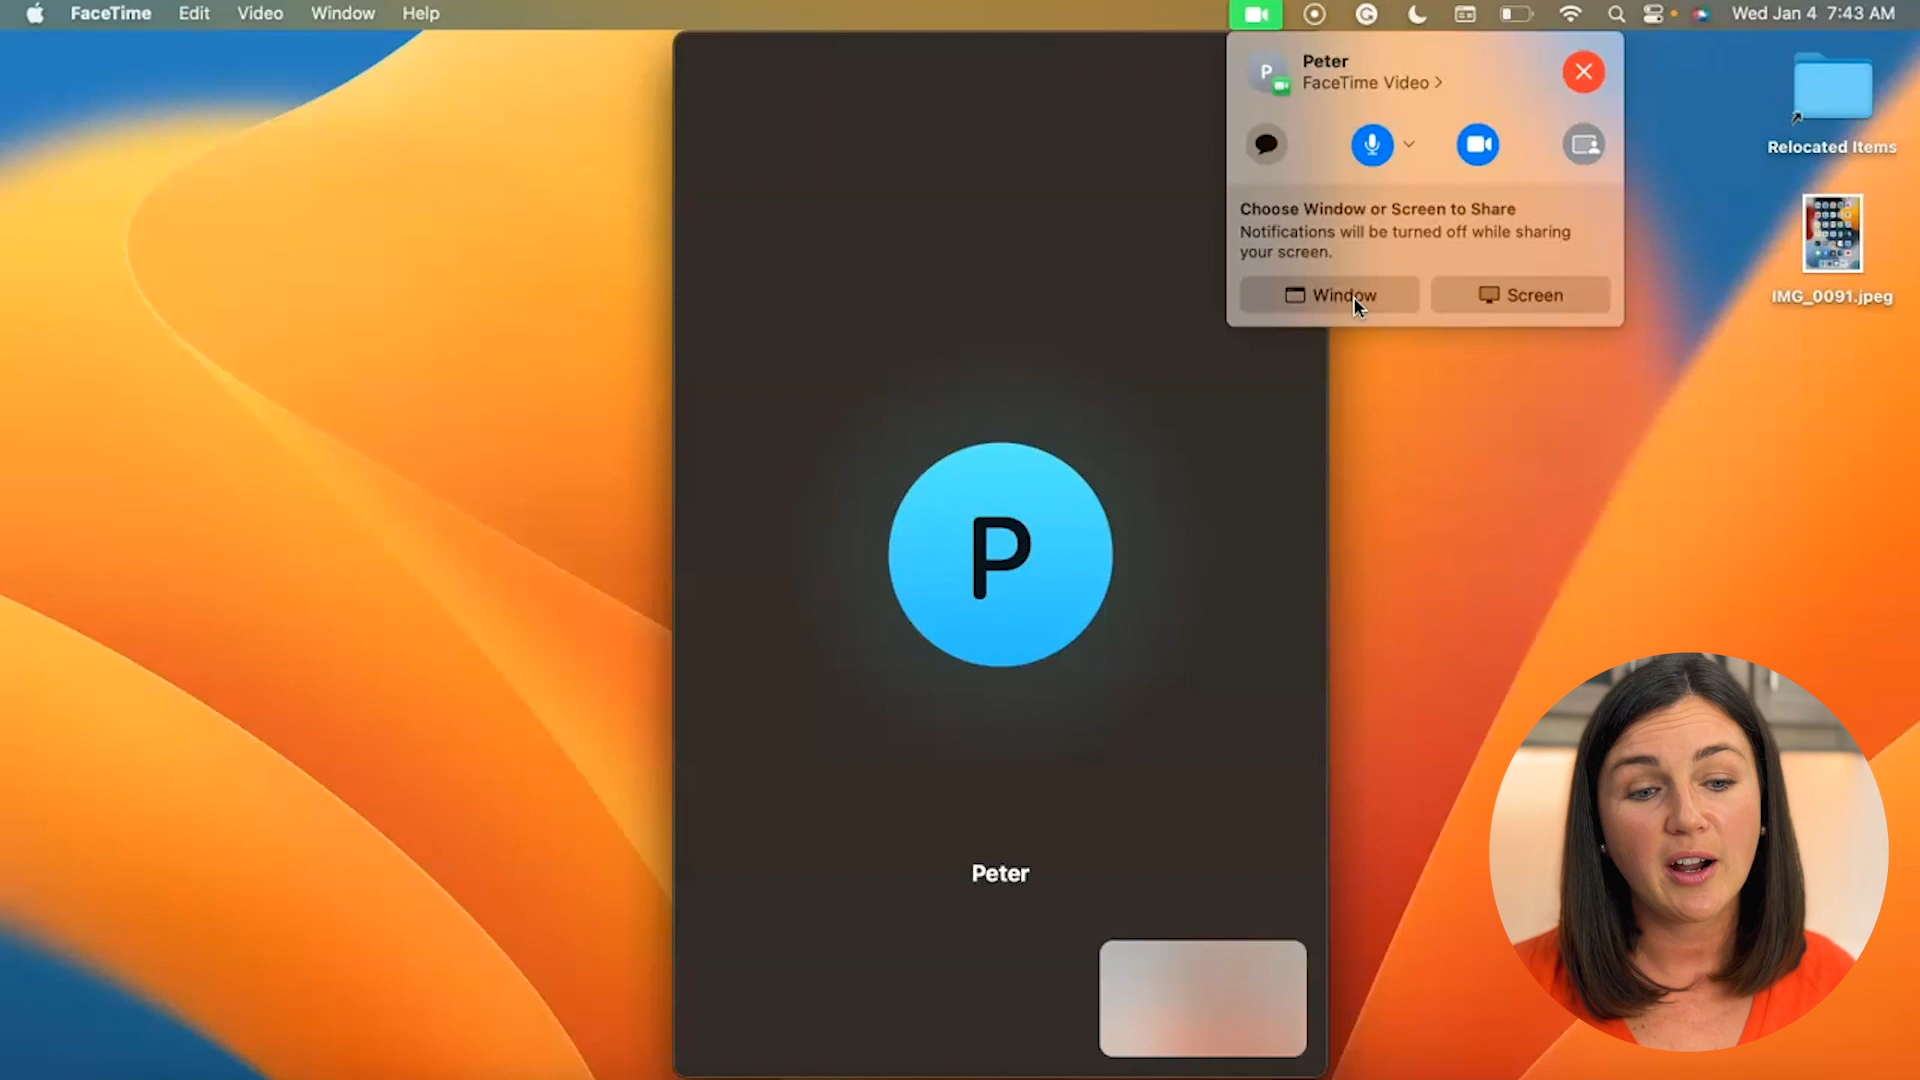 FaceTime Edit Video Window Help Wed Jan 4 7:43 AM
P
Peter
FaceTime Video >
Choose Window or Screen to Share
Notifications will be turned off while sharing
your screen.
Window Screen
Relocated Items
IMG_0091.jpeg
P
Peter